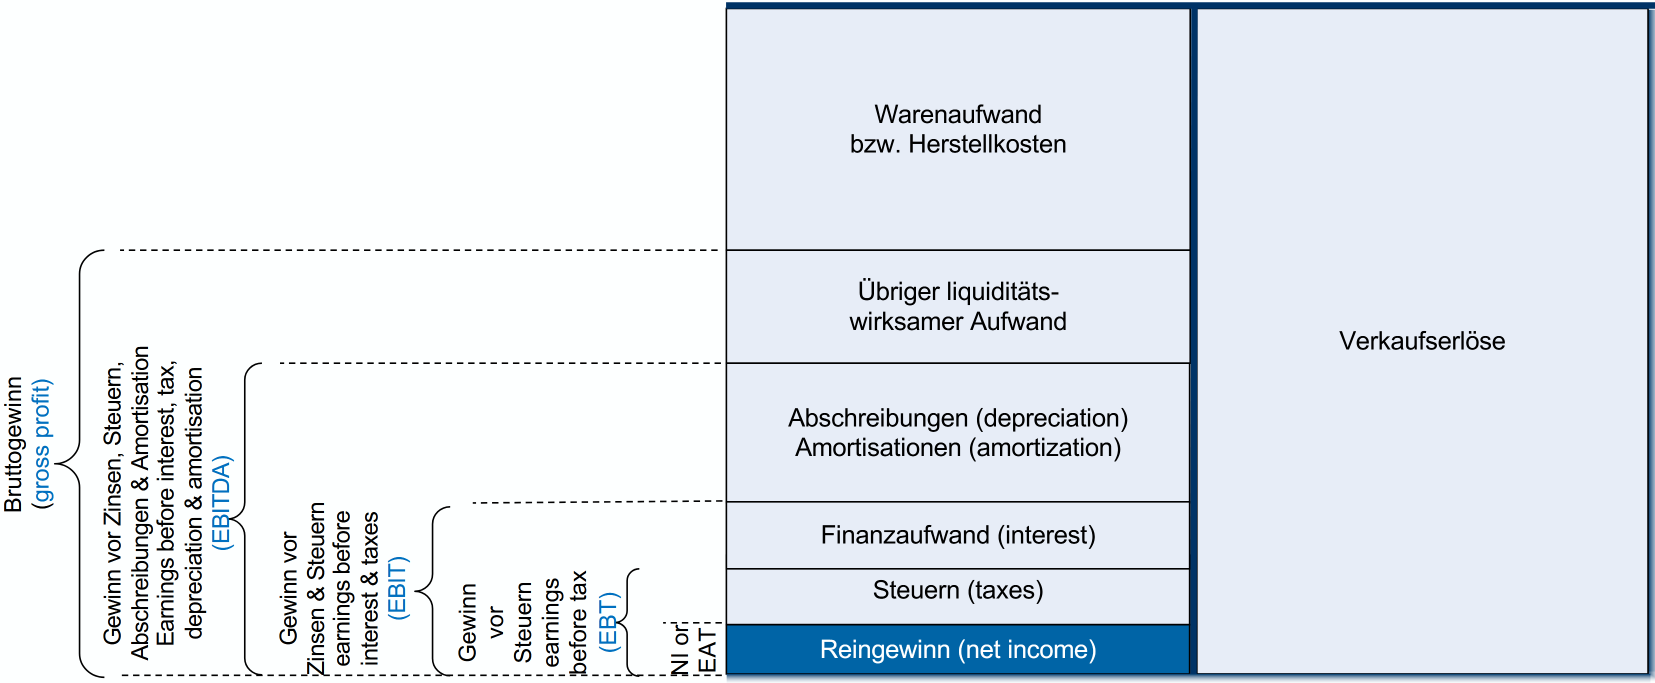 Warenaufwand
bzw. Herstellkosten
Übriger liquiditäts-
wirksamer Aufwand
Abschreibungen (depreciation)
Amortisationen (amortization)
Finanzaufwand (interest)
Steuern (taxes)
Reingewinn (net income)
Verkaufserlöse
Bruttogewinn
(gross profit)
Gewinn vor Zinsen, Steuern,
Abschreibungen & Amortisation
Earnings before interest, tax,
depreciation & amortisation
(EBITDA)
Gewinn vor
Zinsen & Steuern
earnings before
interest & taxes
(EBIT)
Gewinn
vor
Steuern
earnings
before tax
(EBT)
NI or
EAT